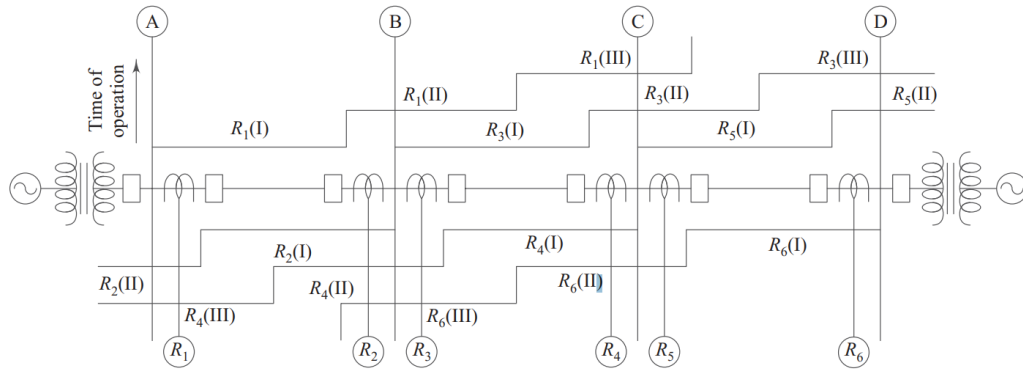 A B C D
Time of
operation
R₁(III) R₃(III)
R₁(II) R₃(II) R₅(II)
R₁(I) R₃(I) R₅(I)
R₂(I) R₄(I) R₆(I)
R₂(II) R₄(II) R₆(II)
R₄(III) R₆(III)
R₁ R₂ R₃ R₄ R₅ R₆